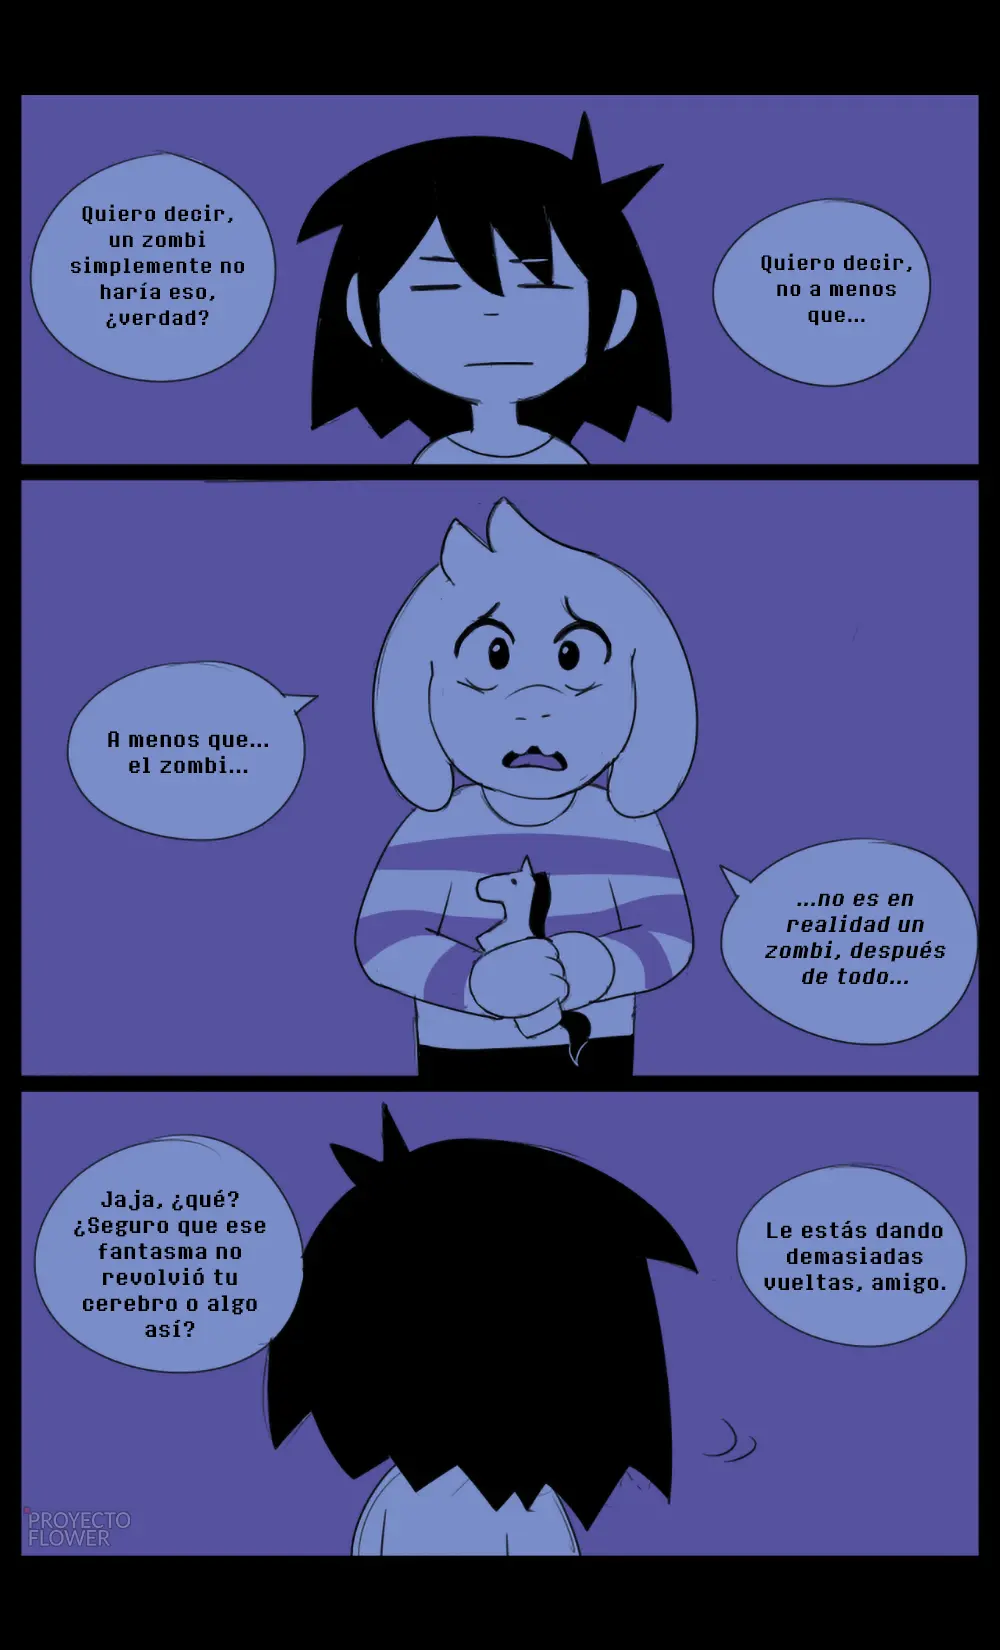 Quiero decir,
un zombi
simplemente no
haría eso,
¿verdad?
Quiero decir,
no a menos
que...
A menos que...
el zombi...
...no es en
realidad un
zombi, después
de todo...
Jaja, ¿qué?
¿Seguro que ese
fantasma no
revolvió tu
cerebro o algo
así?
Le estás dando
demasiadas
vueltas, amigo.
PROYECTO
FLOWER